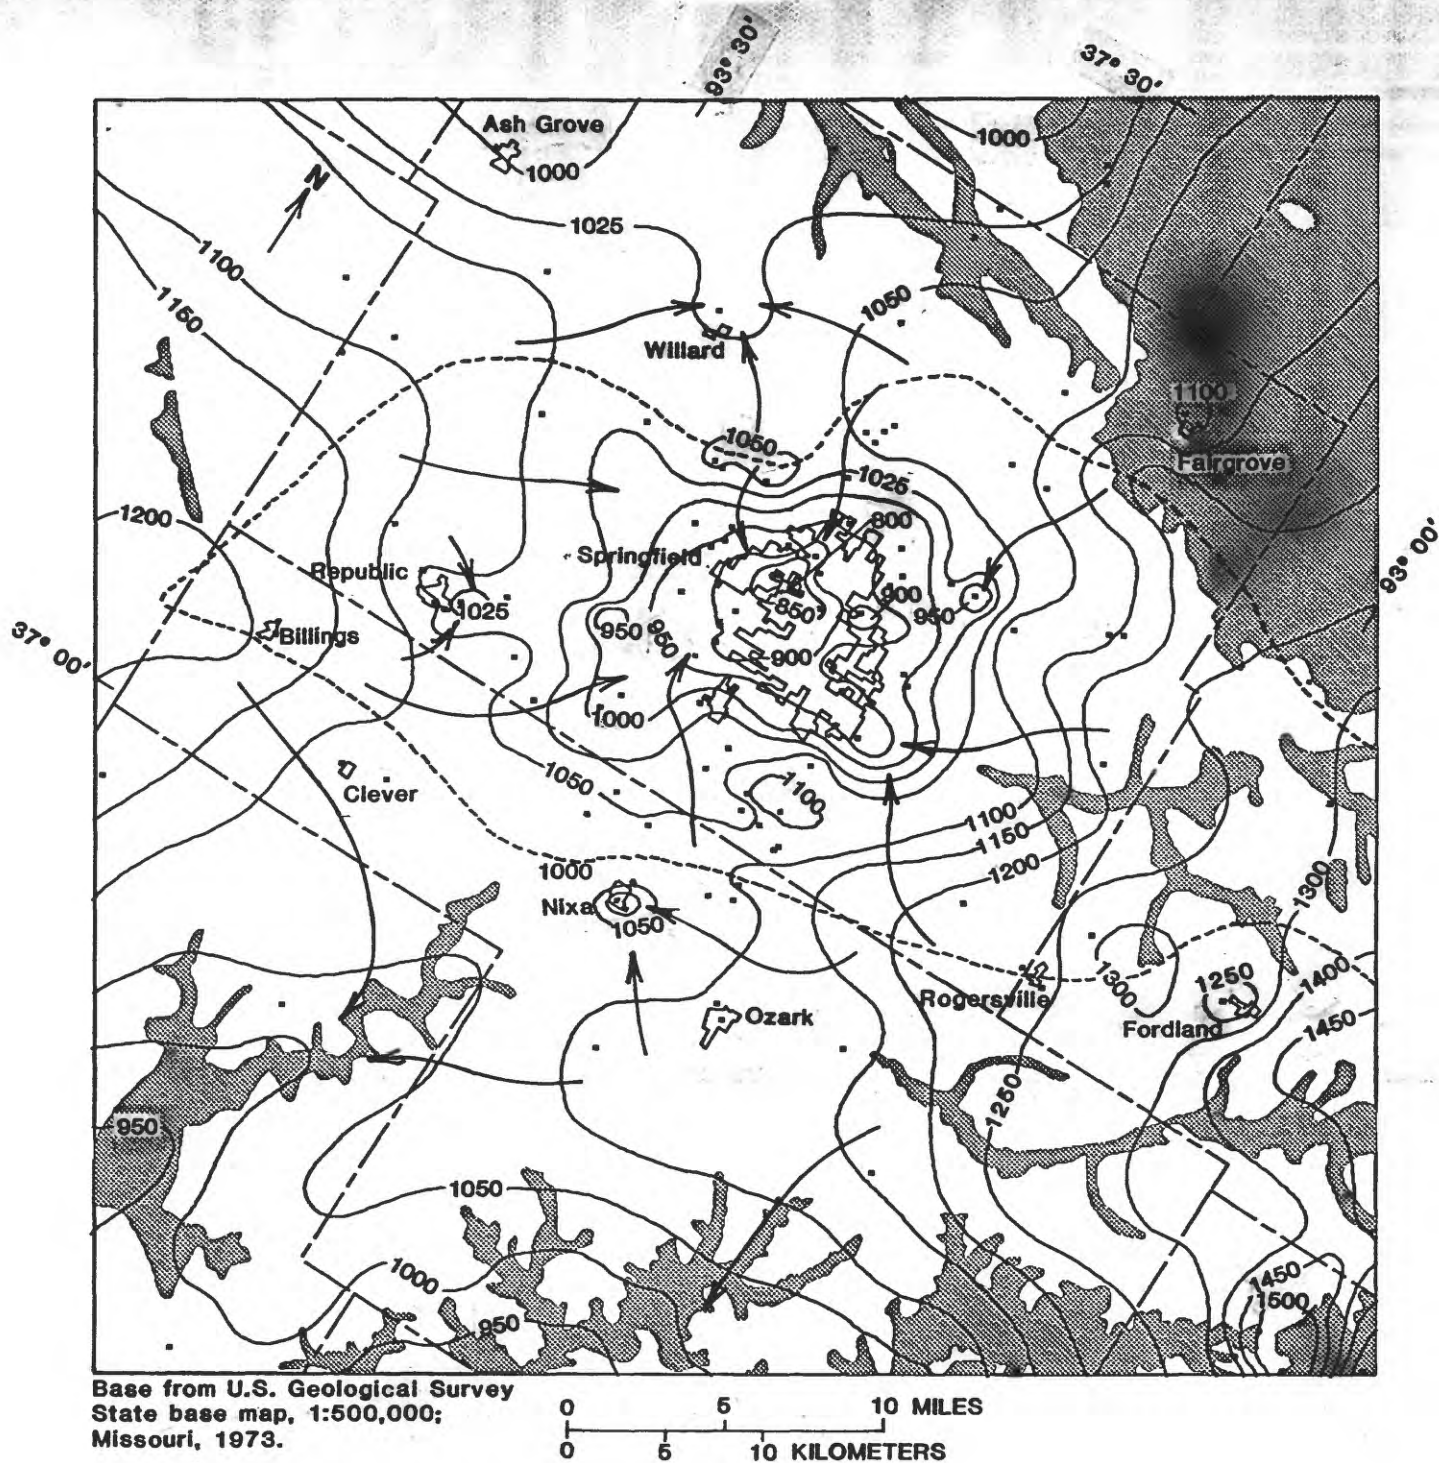 93° 30'
37° 30'
Ash Grove
1000
1000
N
1025
1100
1150
1050
Willard
1100
1050
Fairgrove
1025
1200
800
Springfield
93° 00'
Republic
900
1025
850
950
950
950
Billings
37° 00'
900
1000
1050
1100
Clever
1100
1150
1200
1000
1300
Nixa
1050
1300
1250
1400
Rogersville
Ozark
Fordland
1450
1250
950
1050
1000
1450
1500
950
Base from U.S. Geological Survey
State base map, 1:500,000;
Missouri, 1973.
0 5 10 MILES
0 5 10 KILOMETERS